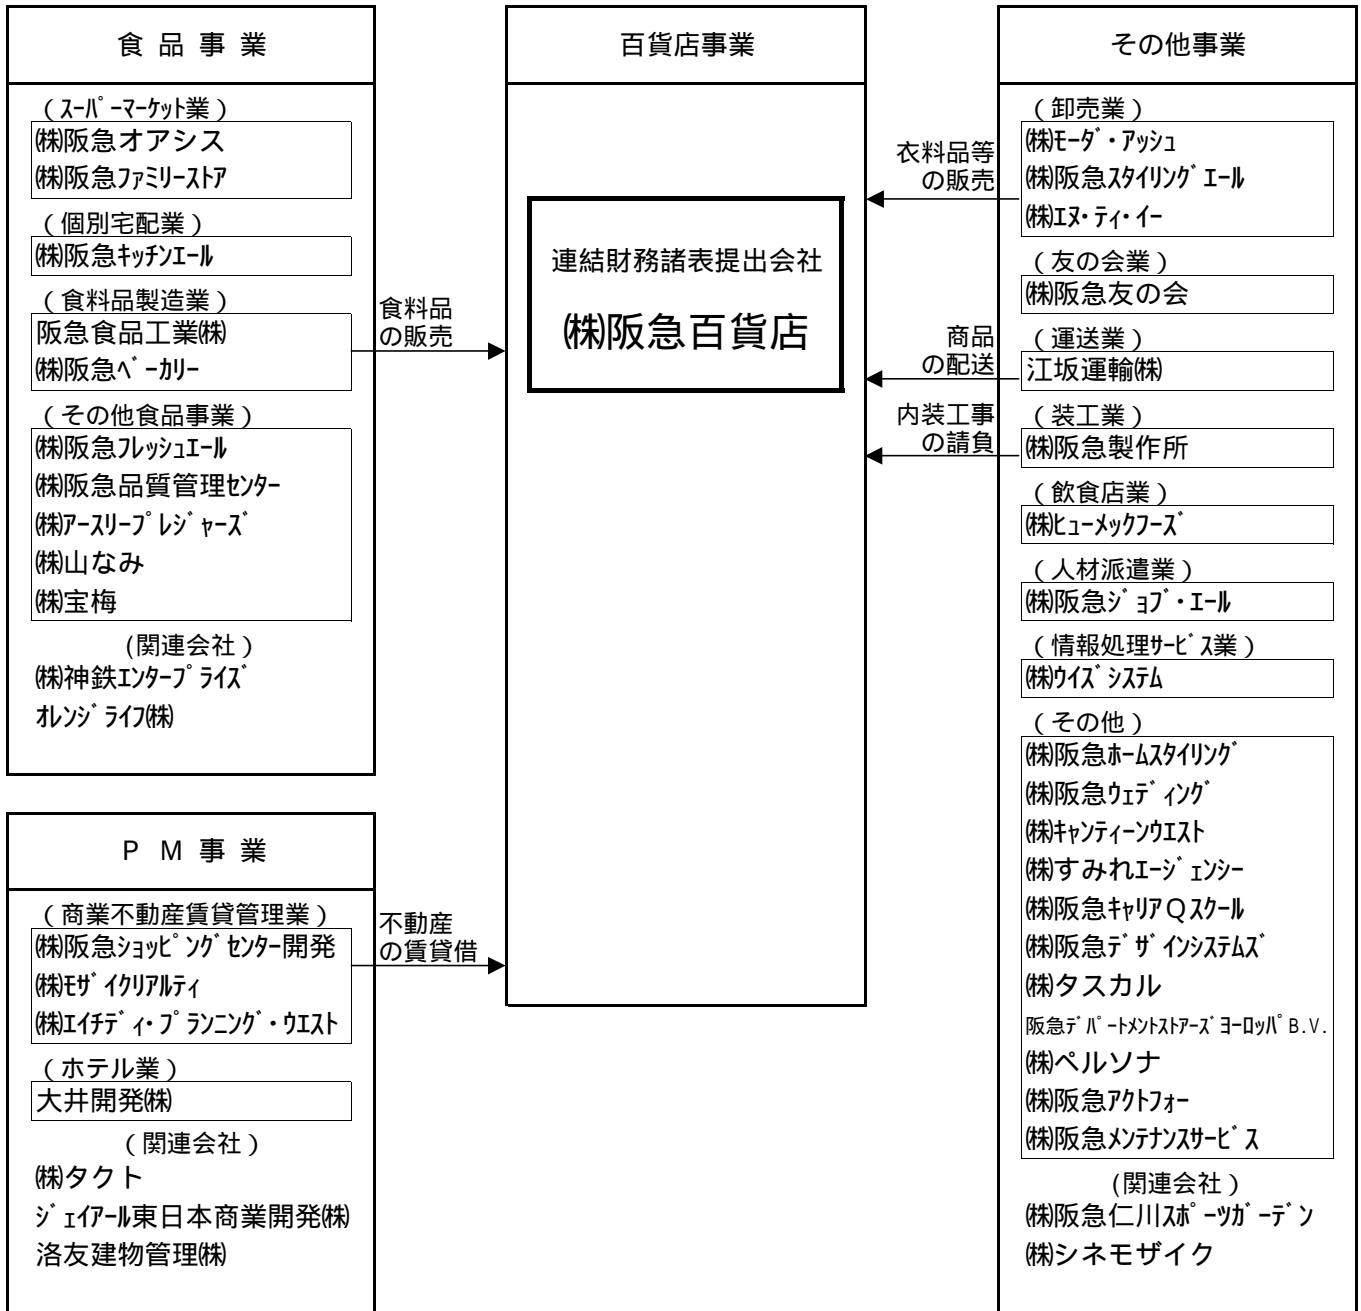 食 品 事 業
（ｽｰﾊﾟｰﾏｰｹｯﾄ業）
㈱阪急オアシス
㈱阪急ﾌｧﾐﾘｰｽﾄｱ
（個別宅配業）
㈱阪急ｷｯﾁﾝｴｰﾙ
（食料品製造業）
阪急食品工業㈱
㈱阪急ﾍﾞｰｶﾘｰ
（その他食品事業）
㈱阪急ﾌﾚｯｼｭｴｰﾙ
㈱阪急品質管理ｾﾝﾀｰ
㈱ｱｰｽﾘｰﾌﾟﾚｼﾞｬｰｽﾞ
㈱山なみ
㈱宝梅
(関連会社）
㈱神鉄ｴﾝﾀｰﾌﾟﾗｲｽﾞ
ｵﾚﾝｼﾞﾗｲﾌ㈱
食料品
の販売
Ｐ Ｍ 事 業
（商業不動産賃貸管理業）
㈱阪急ｼｮｯﾋﾟﾝｸﾞｾﾝﾀｰ開発
㈱ﾓｻﾞｲｸﾘｱﾙﾃｨ
㈱ｴｲﾁﾃﾞｨ･ﾌﾟﾗﾝﾆﾝｸﾞ・ｳｴｽﾄ
（ホテル業）
大井開発㈱
（関連会社）
㈱タクト
ｼﾞｪｲｱｰﾙ東日本商業開発㈱
洛友建物管理㈱
不動産
の賃貸借
百貨店事業
連結財務諸表提出会社
㈱阪急百貨店
衣料品等
の販売
商品
の配送
内装工事
の請負
その他事業
（卸売業）
㈱ﾓｰﾀﾞ・ｱｯｼｭ
㈱阪急ｽﾀｲﾘﾝｸﾞｴｰﾙ
㈱ｴﾇ･ﾃｨ･ｲｰ
（友の会業）
㈱阪急友の会
（運送業）
江坂運輸㈱
（装工業）
㈱阪急製作所
（飲食店業）
㈱ﾋｭｰﾒｯｸﾌｰｽﾞ
（人材派遣業）
㈱阪急ｼﾞｮﾌﾞ・ｴｰﾙ
（情報処理ｻｰﾋﾞｽ業）
㈱ｳｲｽﾞｼｽﾃﾑ
（その他）
㈱阪急ﾎｰﾑｽﾀｲﾘﾝｸﾞ
㈱阪急ｳｪﾃﾞｨﾝｸﾞ
㈱ｷｬﾝﾃｨｰﾝｳｴｽﾄ
㈱すみれｴｰｼﾞｪﾝｼｰ
㈱阪急ｷｬﾘｱＱｽｸｰﾙ
㈱阪急ﾃﾞｻﾞｲﾝｼｽﾃﾑｽﾞ
㈱タスカル
阪急ﾃﾞﾊﾟｰﾄﾒﾝﾄｽﾄｱｰｽﾞﾖｰﾛｯﾊﾟB.V.
㈱ペルソナ
㈱阪急ｱｸﾄﾌｫｰ
㈱阪急ﾒﾝﾃﾅﾝｽｻｰﾋﾞｽ
(関連会社）
㈱阪急仁川ｽﾎﾟｰﾂｶﾞｰﾃﾞﾝ
㈱シネモザイク